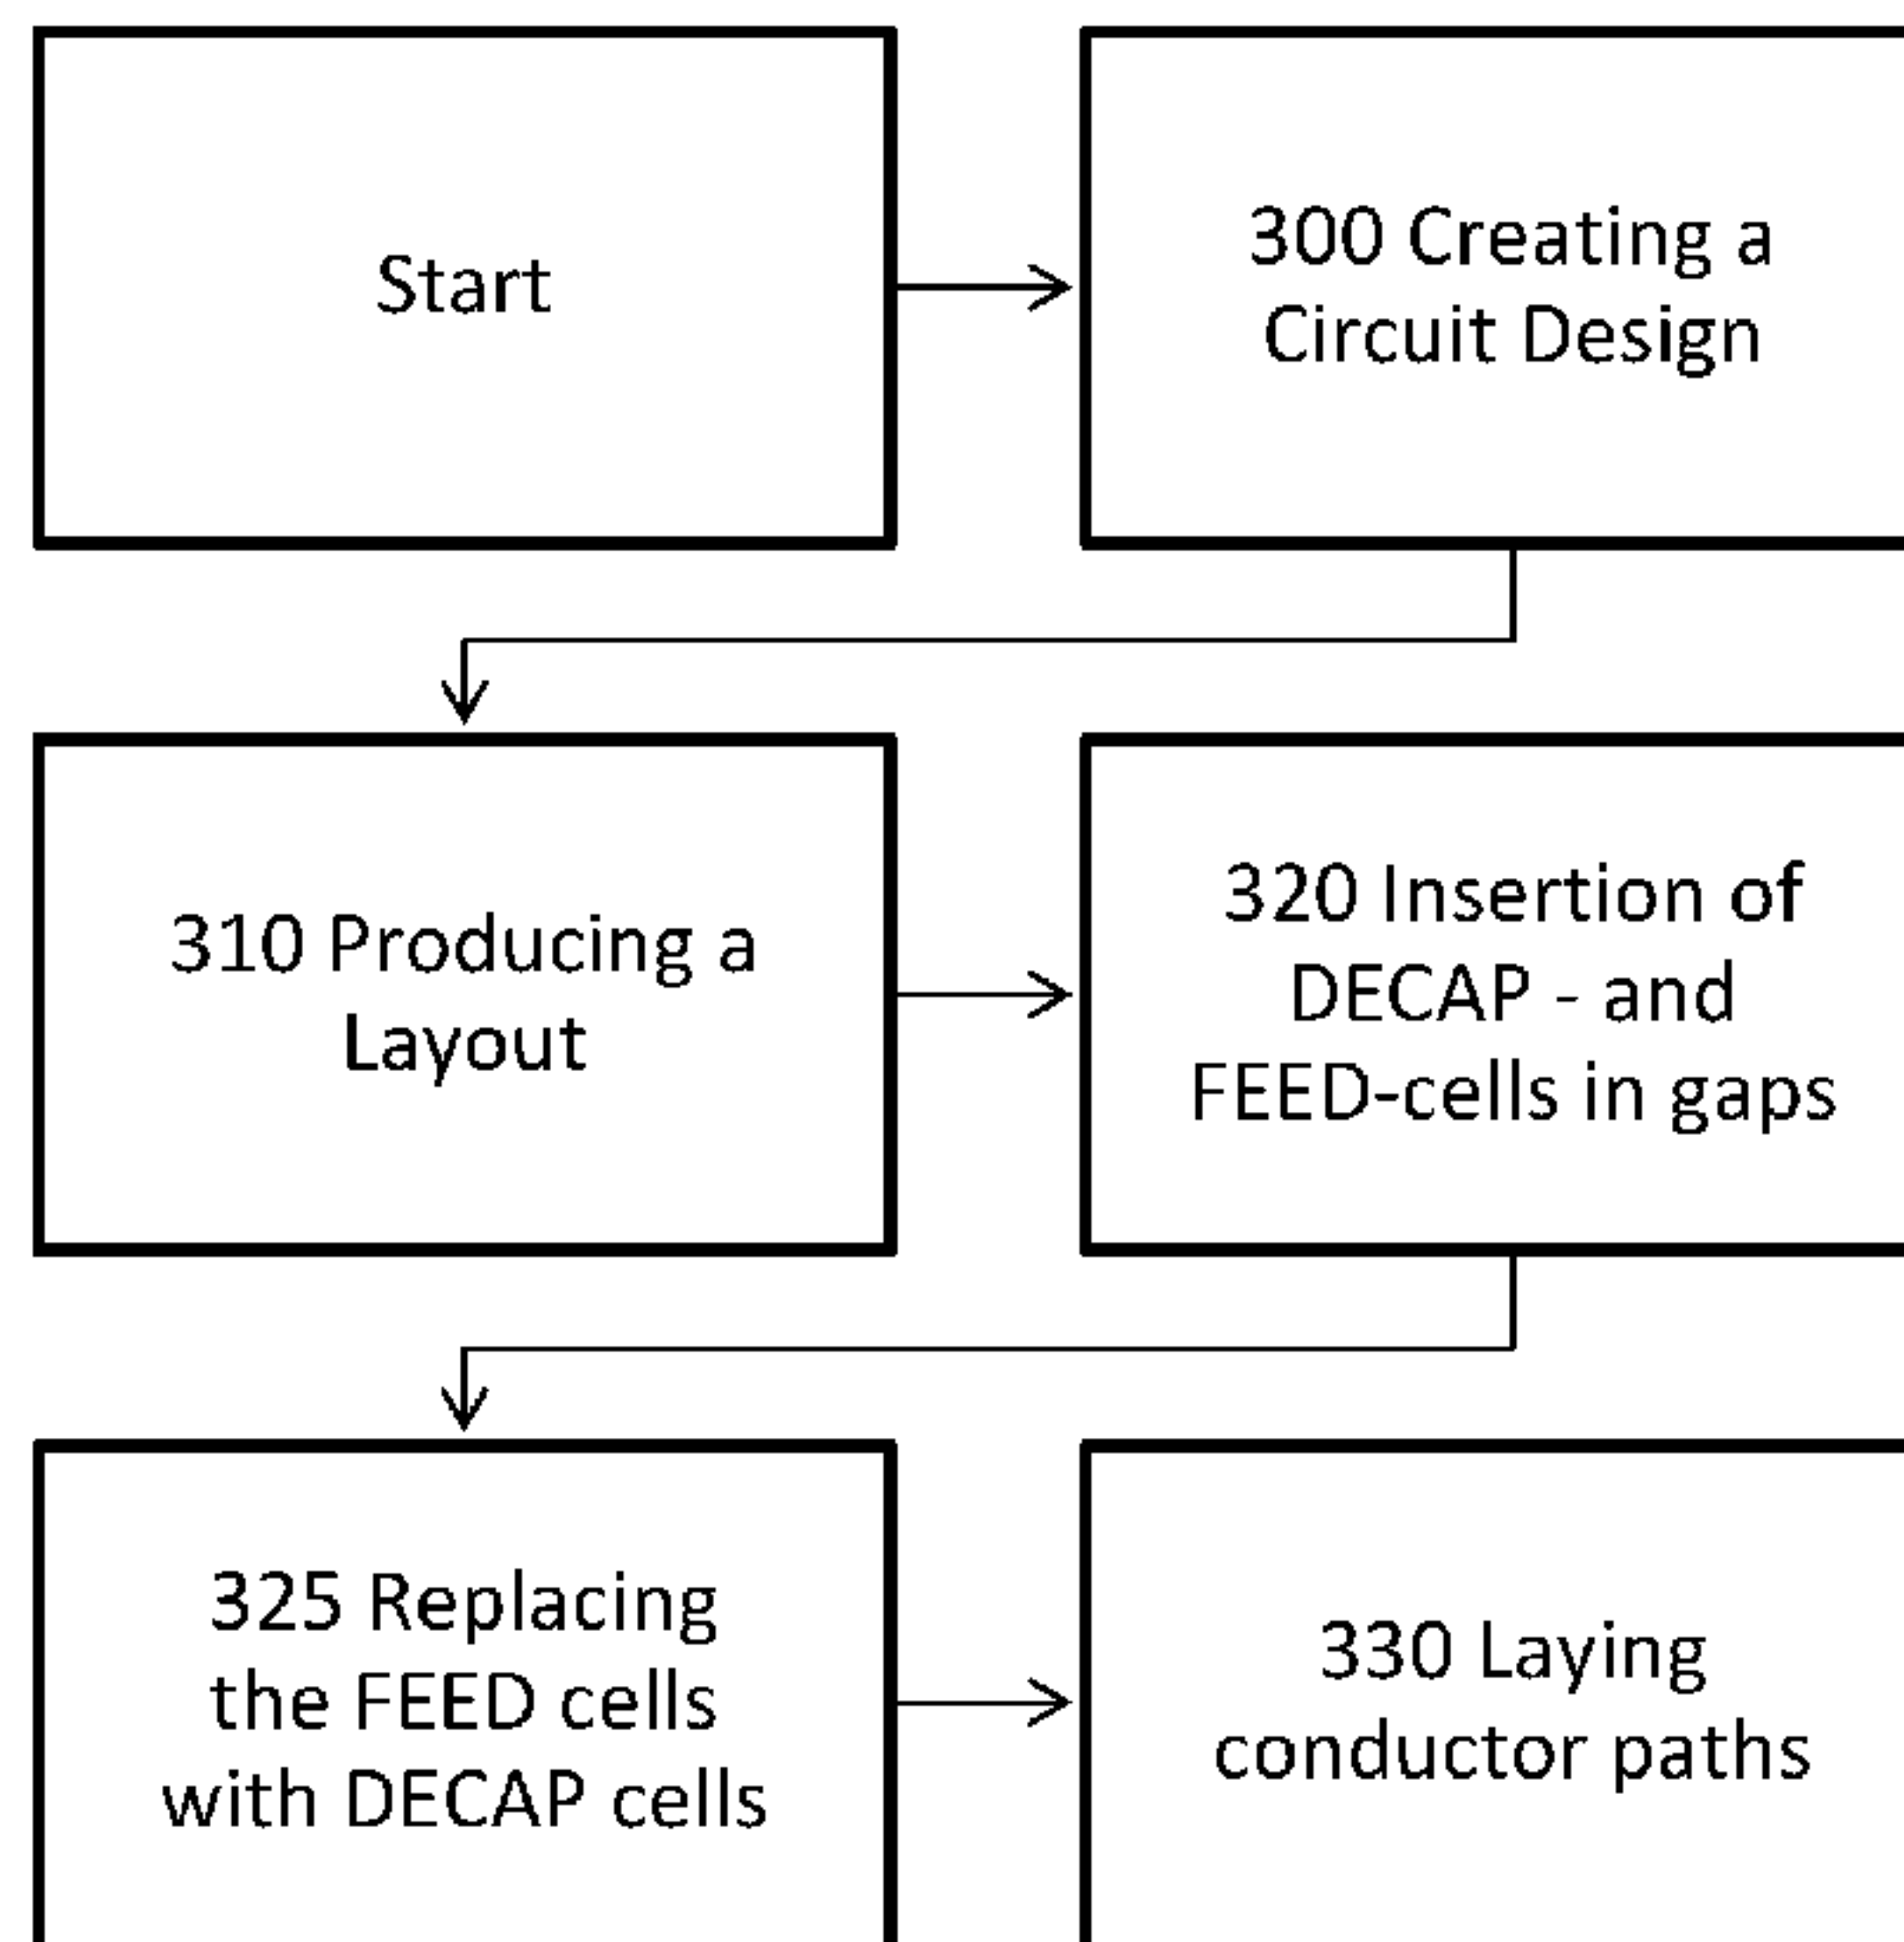 Start
300 Creating a
Circuit Design
310 Producing a
Layout
320 Insertion of
DECAP - and
FEED-cells in gaps
325 Replacing
the FEED cells
with DECAP cells
330 Laying
conductor paths